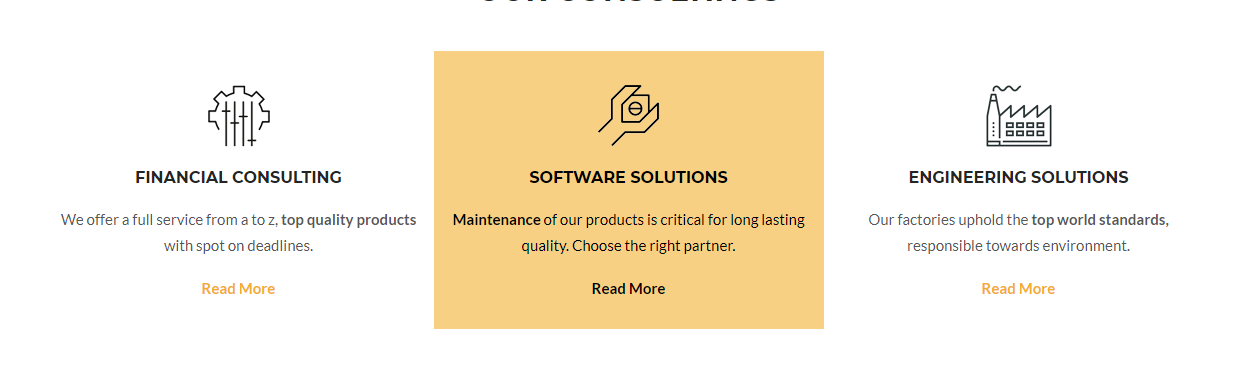 FINANCIAL CONSULTING
We offer a full service from a to z, top quality products
with spot on deadlines.
Read More
SOFTWARE SOLUTIONS
Maintenance of our products is critical for long lasting
quality. Choose the right partner.
Read More
ENGINEERING SOLUTIONS
Our factories uphold the top world standards,
responsible towards environment.
Read More